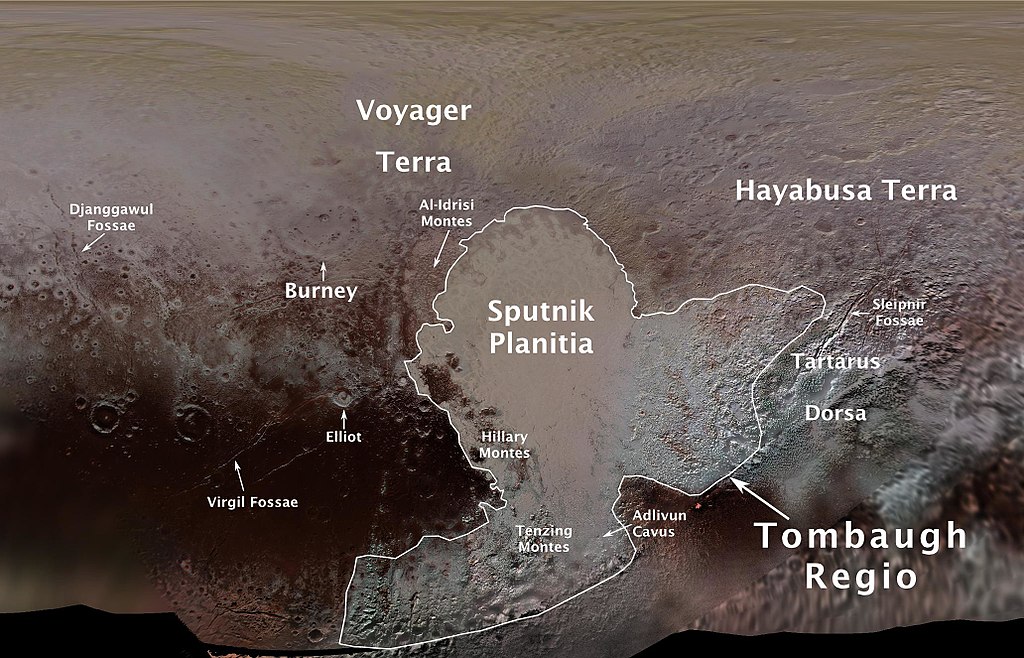 Voyager
Terra
Hayabusa Terra
Al-Idrisi
Montes
Djanggawul
Fossae
Burney
Sputnik
Planitia
Sleipnir
Fossae
Tartarus
Dorsa
Elliot
Hillary
Montes
Virgil Fossae
Tenzing
Montes
Adlivun
Cavus
Tombaugh
Regio